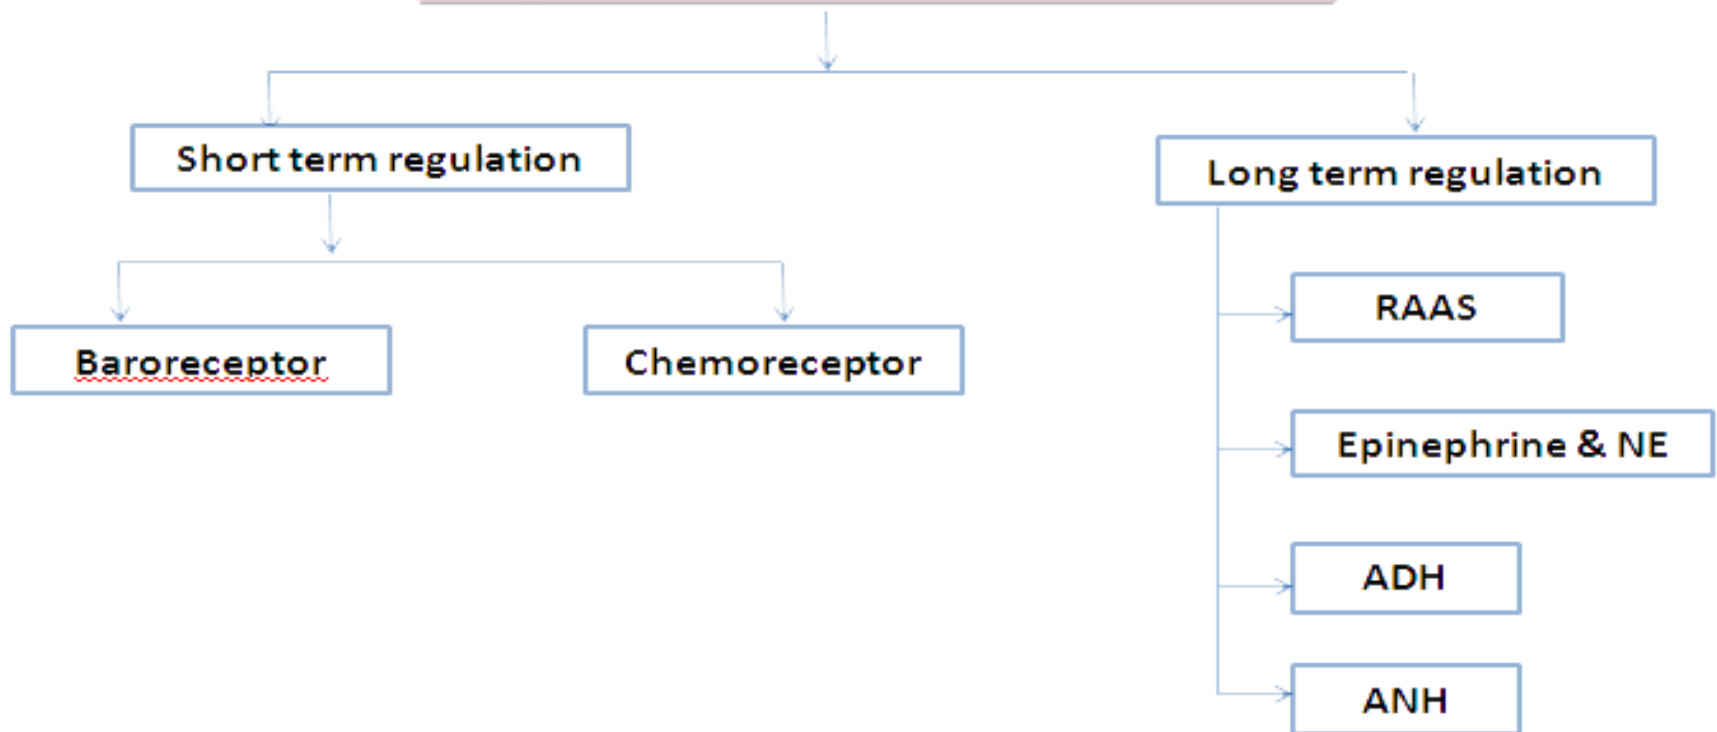 Short term regulation
Long term regulation
Baroreceptor
Chemoreceptor
RAAS
Epinephrine & NE
ADH
ANH